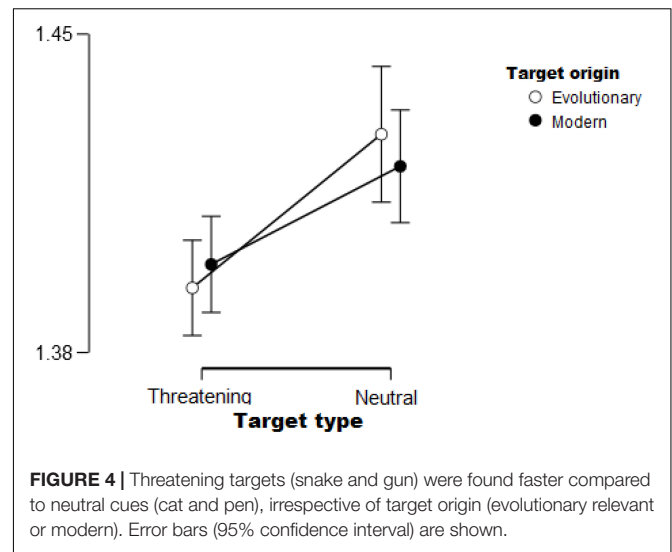 1.45
Target origin
Evolutionary
Modern
1.38
Threatening
Neutral
Target type
FIGURE 4 | Threatening targets (snake and gun) were found faster compared
to neutral cues (cat and pen), irrespective of target origin (evolutionary relevant
or modern). Error bars (95% confidence interval) are shown.